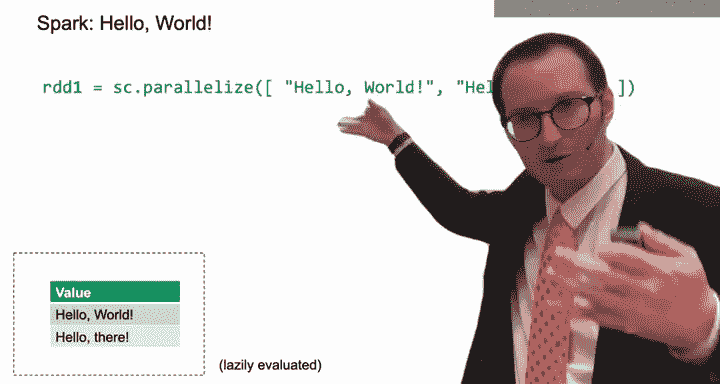 Spark: Hello, World!
rdd1 = sc.parallelize([ "Hello, World!", "Hel ])
Value
Hello, World!
Hello, there!
(lazily evaluated)